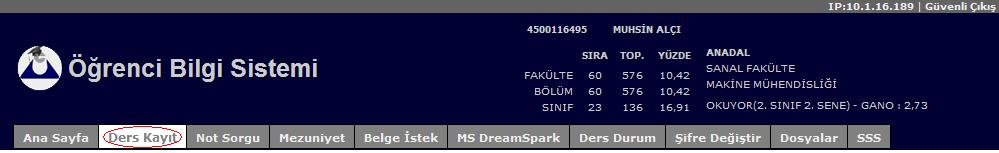 IP:10.1.16.189 | Güvenli Çıkış
4500116495 MUHSİN ALÇI
Öğrenci Bilgi Sistemi
SIRA TOP. YÜZDE
FAKÜLTE 60 576 10,42
BÖLÜM 60 576 10,42
SINIF 23 136 16,91
ANADAL
SANAL FAKÜLTE
MAKİNE MÜHENDİSLİĞİ
OKUYOR(2. SINIF 2. SENE) - GANO : 2,73
Ana Sayfa Ders Kayıt Not Sorgu Mezuniyet Belge İstek MS DreamSpark Ders Durum Şifre Değiştir Dosyalar SSS